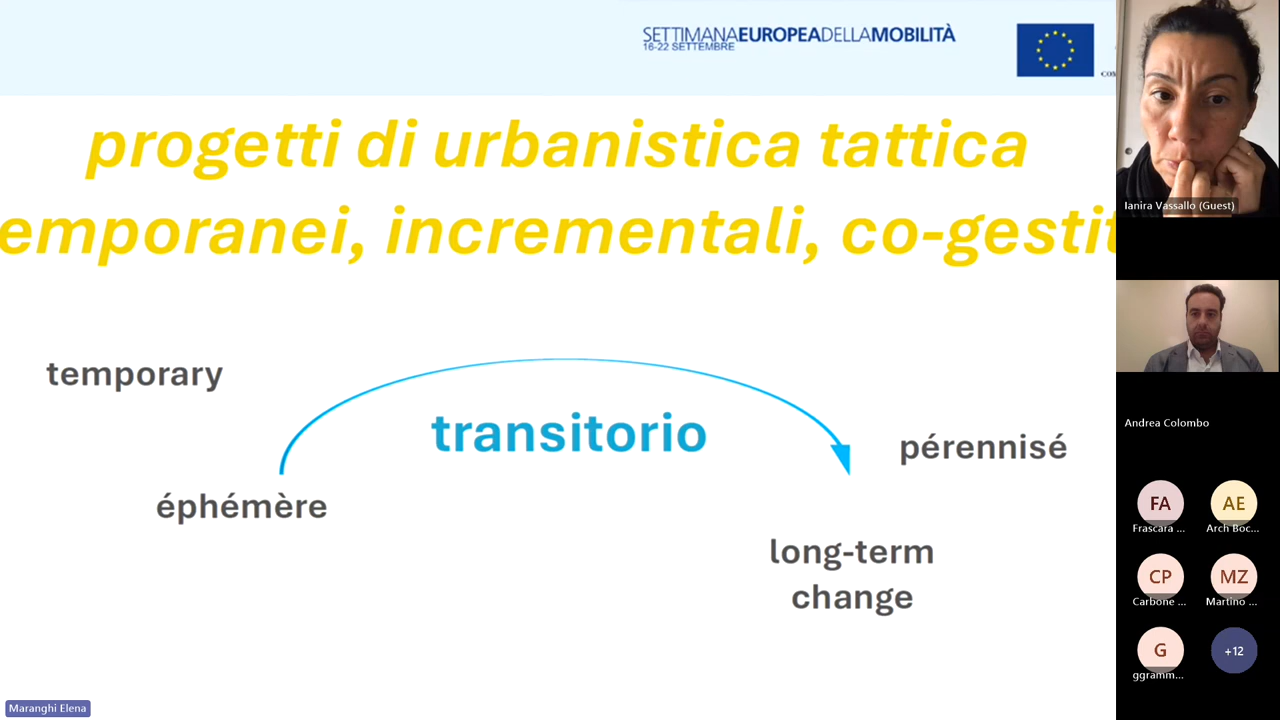 SETTIMANAEUROPEADELLAMOBILITÀ
16-22 SETTEMBRE
progetti di urbanistica tattica
emporanei, incrementali, co-gestit
temporary
transitorio
pérennisé
éphémère
long-term
change
Maranghi Elena
Ianira Vassallo (Guest)
Andrea Colombo
FA
AE
Frascara ...
Arch Boc...
CP
MZ
Carbone ...
Martino ...
G
+12
ggramm...